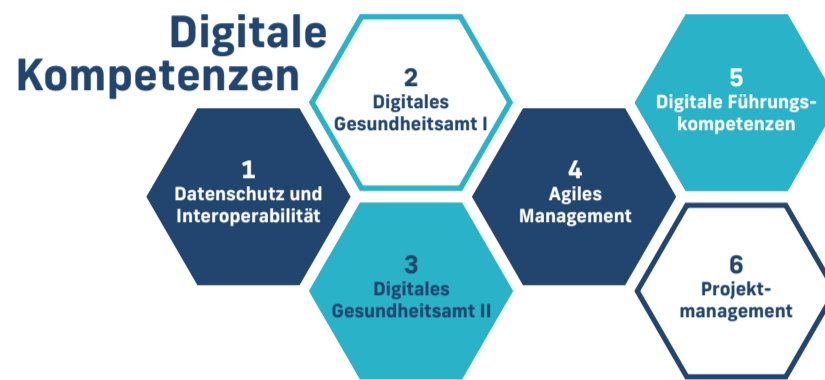 Digitale
Kompetenzen
1
Datenschutz und
Interoperabilität
2
Digitales
Gesundheitsamt I
3
Digitales
Gesundheitsamt II
4
Agiles
Management
5
Digitale Führungs-
kompetenzen
6
Projekt-
management